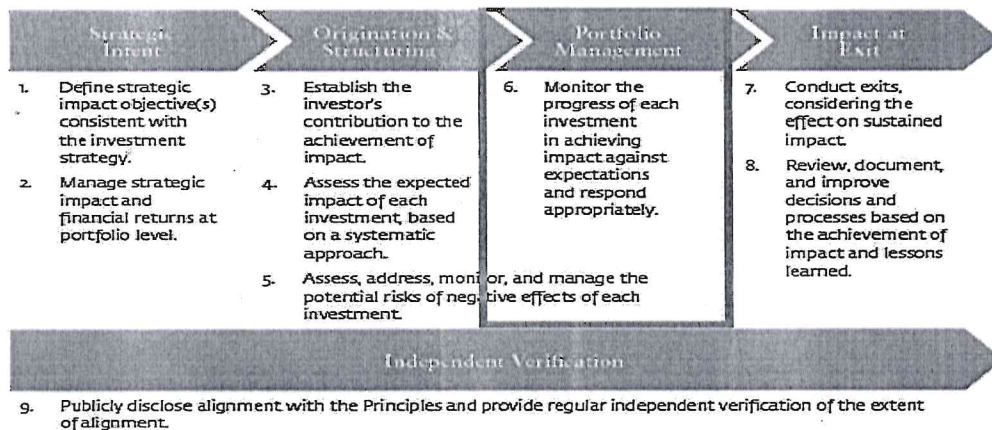 Strategic
Intent
Origination &
Structuring
Portfolio
Management
Impact at
Exit
1. Define strategic
impact objective(s)
consistent with
the investment
strategy.
2. Manage strategic
impact and
financial returns at
portfolio level.
3. Establish the
investor's
contribution to the
achievement of
impact.
4. Assess the expected
impact of each
investment, based
on a systematic
approach.
5. Assess, address, monitor, and manage the
potential risks of negative effects of each
investment.
6. Monitor the
progress of each
investment
in achieving
impact against
expectations
and respond
appropriately.
7. Conduct exits,
considering the
effect on sustained
impact.
8. Review, document,
and improve
decisions and
processes based on
the achievement of
impact and lessons
learned.
Independent Verification
9. Publicly disclose alignment with the Principles and provide regular independent verification of the extent
of alignment.